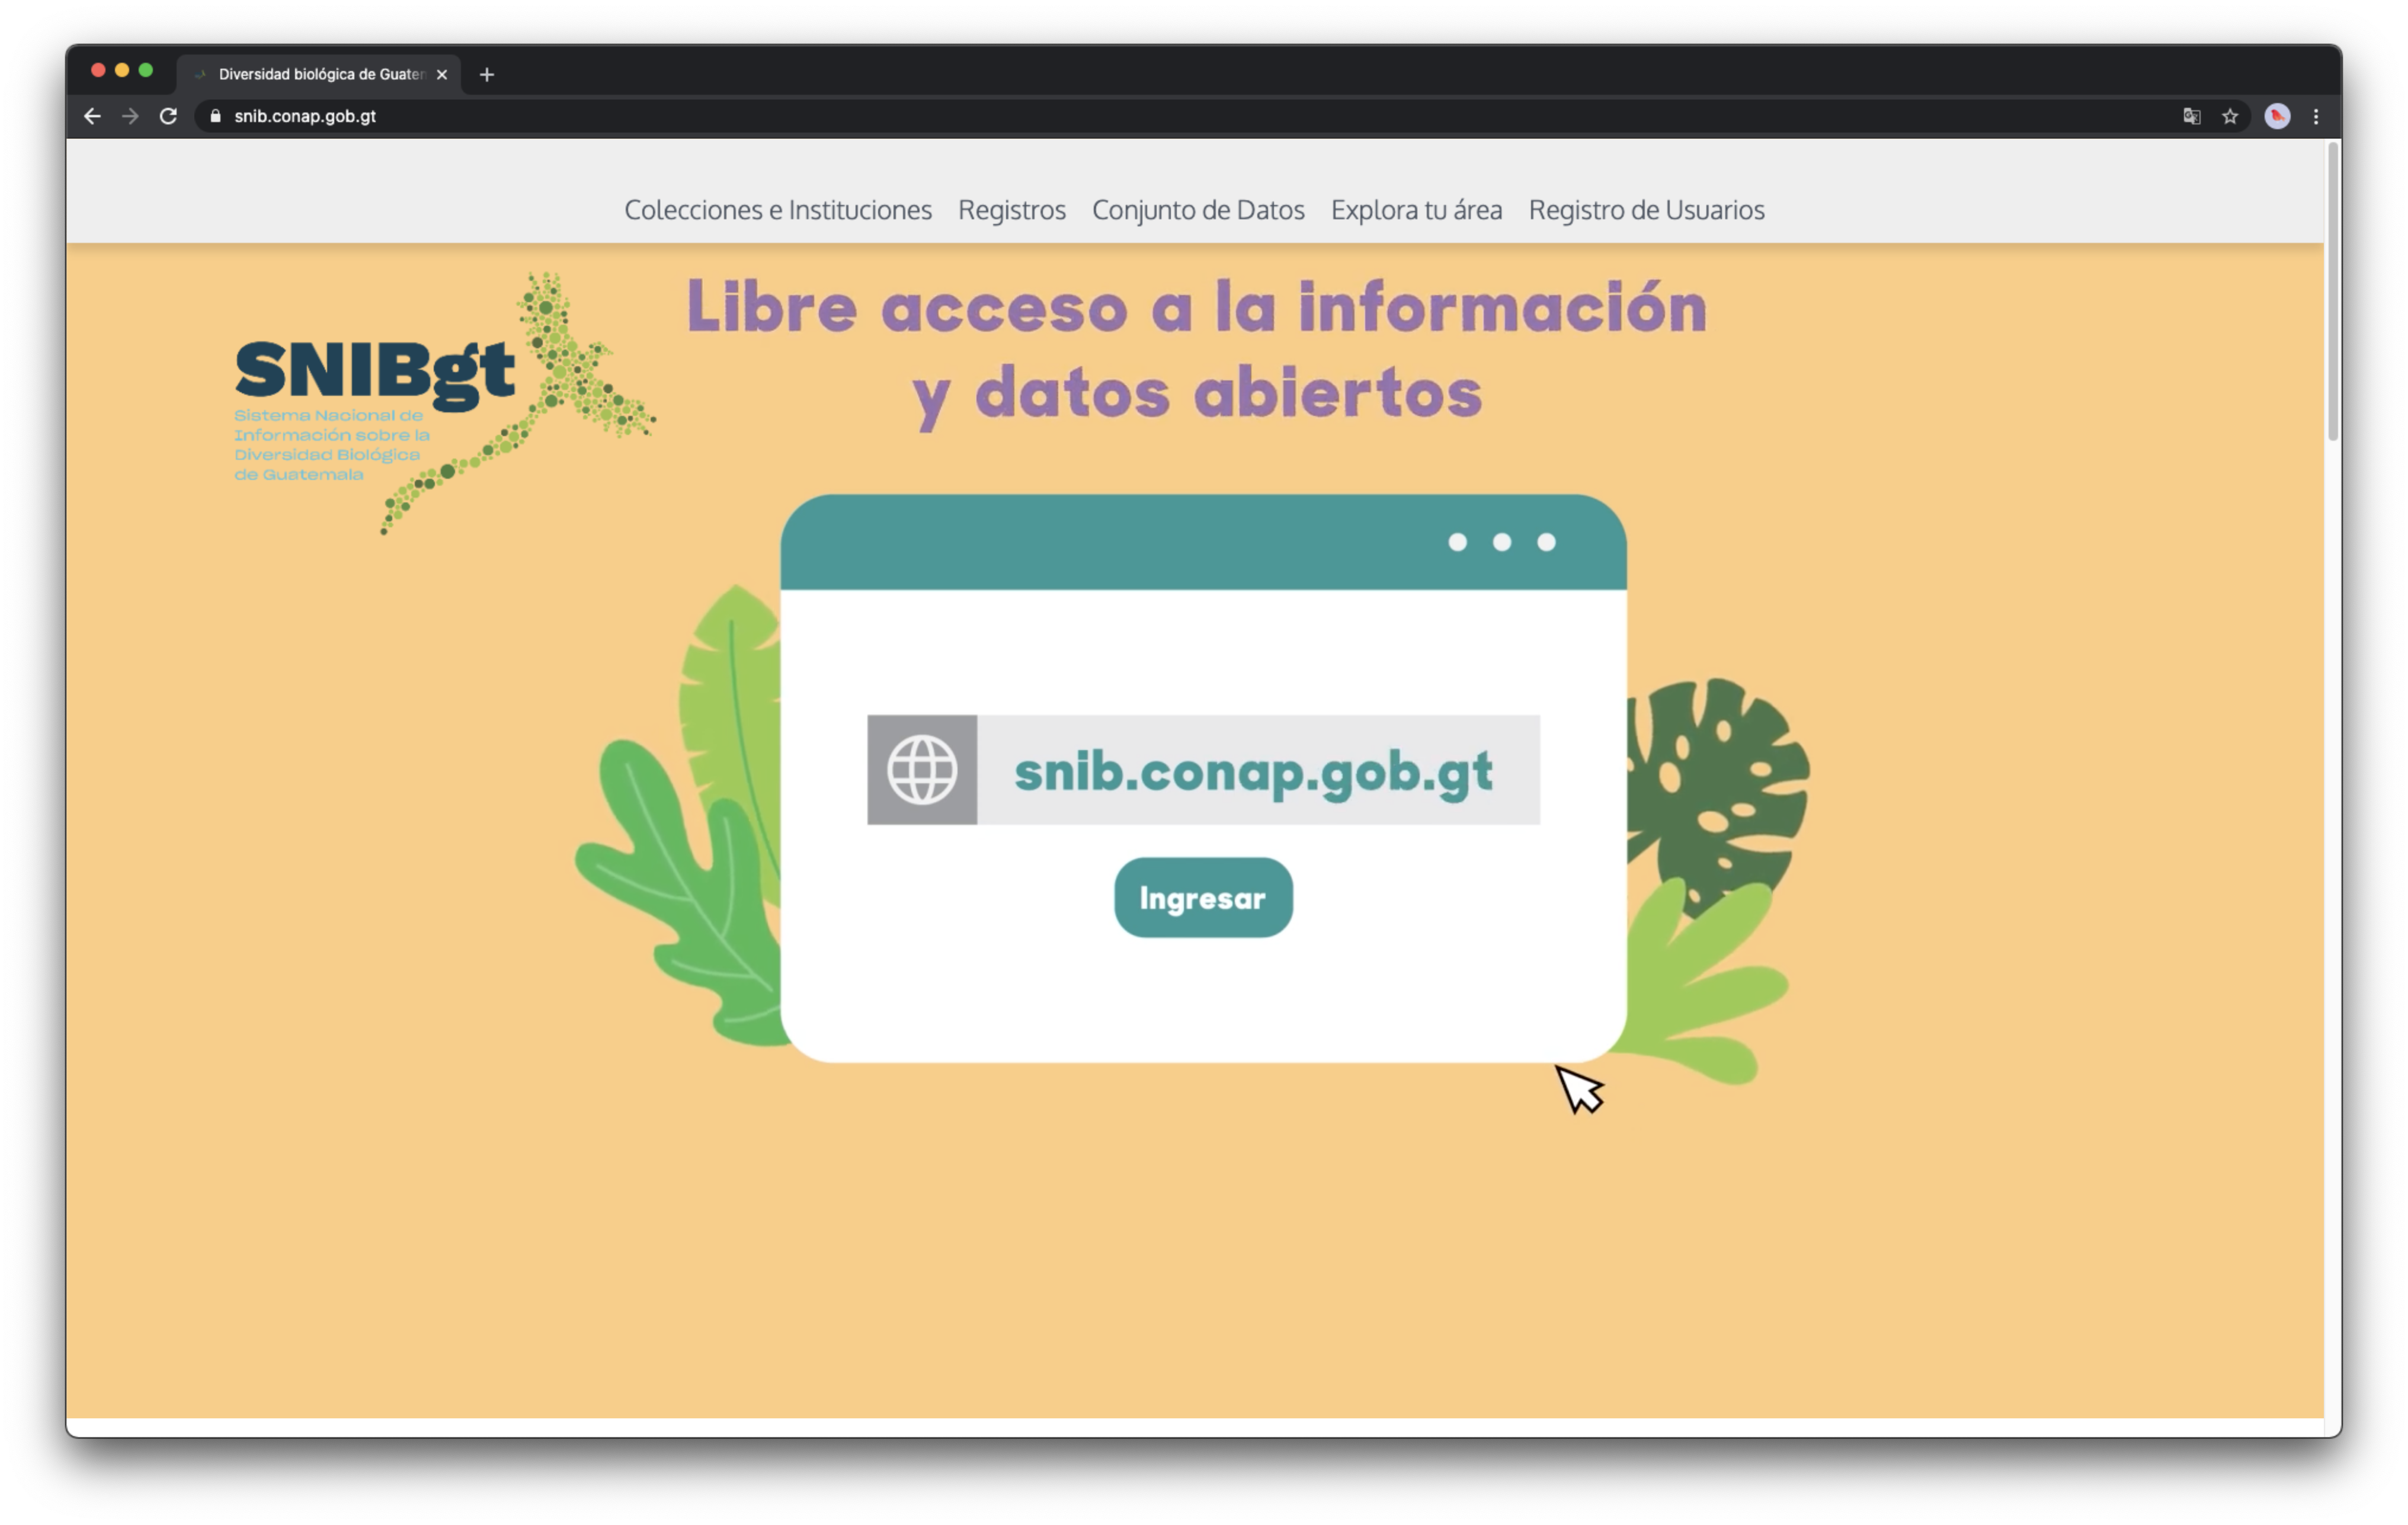 Diversidad biológica de Guatem
snib.conap.gob.gt
Colecciones e Instituciones Registros Conjunto de Datos Explora tu área Registro de Usuarios
Libre acceso a la información
y datos abiertos
SNIBgt
Sistema Nacional de
Información sobre la
Diversidad Biológica
de Guatemala
snib.conap.gob.gt
Ingresar